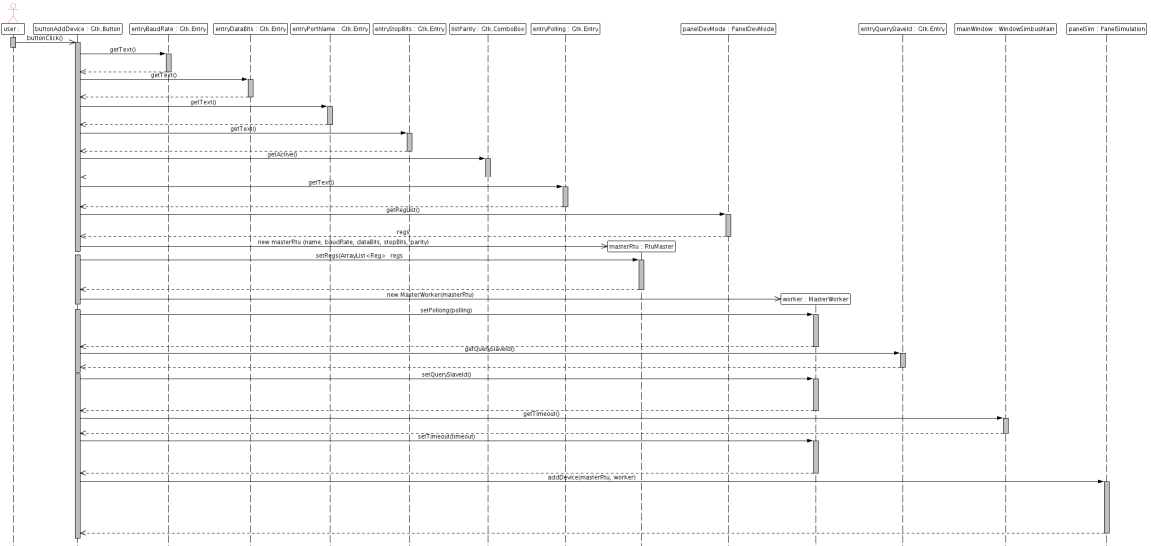 user :
buttonAddDevice : Gtk.Button
entryBaudRate : Gtk.Entry
entryDataBits : Gtk.Entry
entryPortName : Gtk.Entry
entryStopBits : Gtk.Entry
listParity : Gtk.ComboBox
entryPolling : Gtk.Entry
panelDevMode : PanelDevMode
entryQuerySlaveId : Gtk.Entry
mainWindow : WindowSimbusMain
panelSim : PanelSimulation
buttonClick()
getText()
getText()
getText()
getText()
getActive()
getText()
getRegList()
regs
new masterRtu (name, baudRate, dataBits, stopBits, parity)
masterRtu : RtuMaster
setRegs(ArrayList<Reg> regs
new MasterWorker(masterRtu)
worker : MasterWorker
setPollong(polling)
getQuerySlaveId()
setQuerySlaveId()
getTimeout()
setTimeout(timeout)
addDevice(masterRtu, worker)